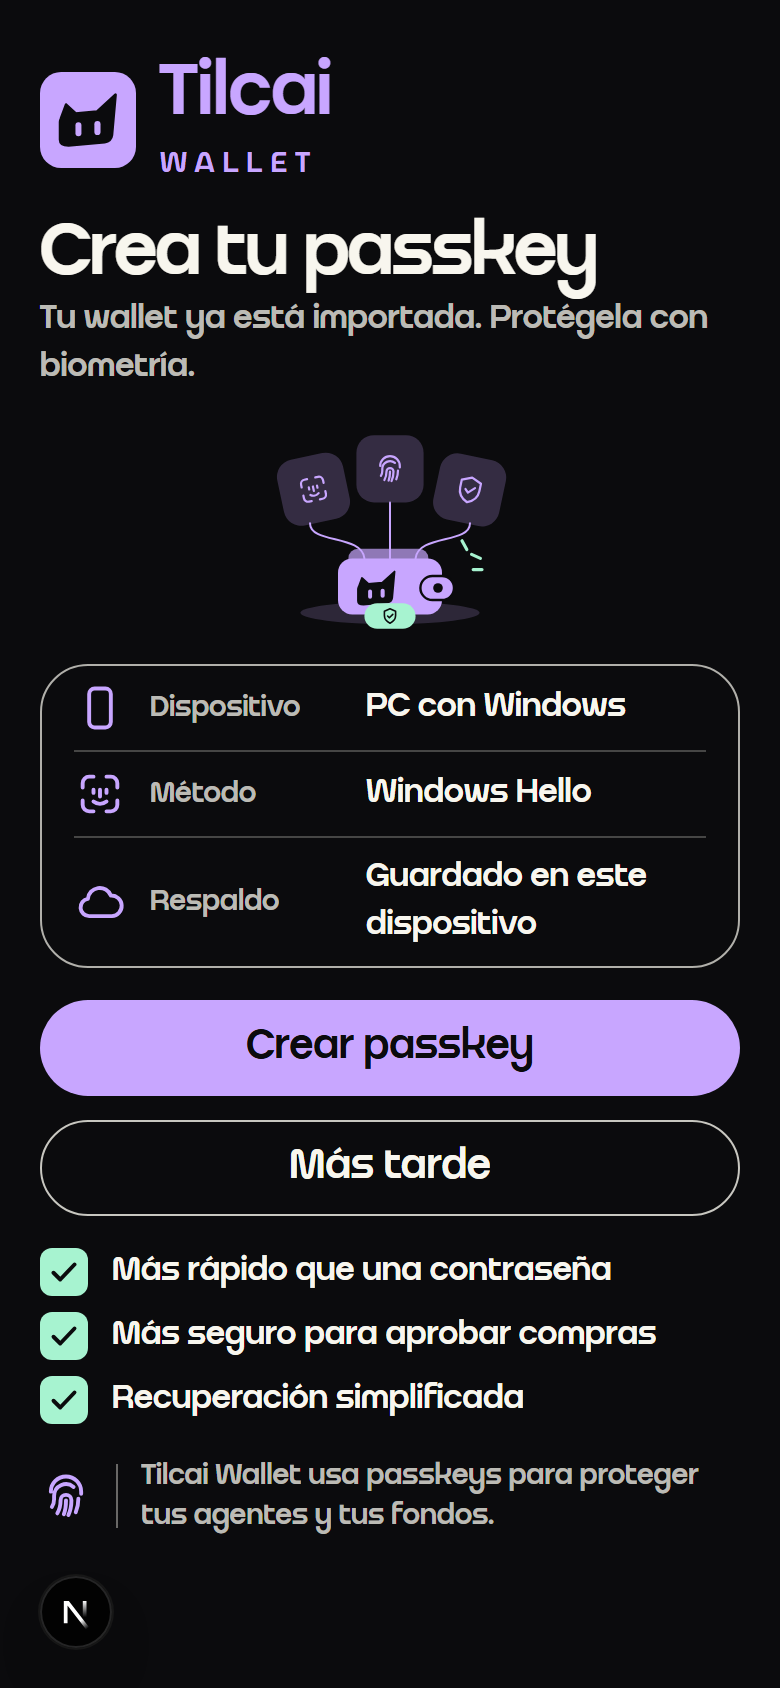 Tilcai
WALLET
Crea tu passkey
Tu wallet ya está importada. Protégela con
biometría.
Dispositivo
PC con Windows
Método
Windows Hello
Respaldo
Guardado en este
dispositivo
Crear passkey
Más tarde
Más rápido que una contraseña
Más seguro para aprobar compras
Recuperación simplificada
Tilcai Wallet usa passkeys para proteger
tus agentes y tus fondos.
N